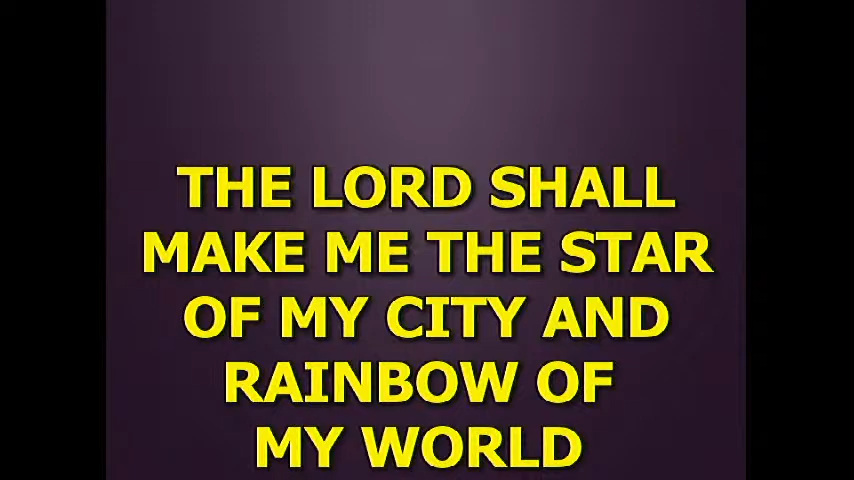 THE LORD SHALL
MAKE ME THE STAR
OF MY CITY AND
RAINBOW OF
MY WORLD